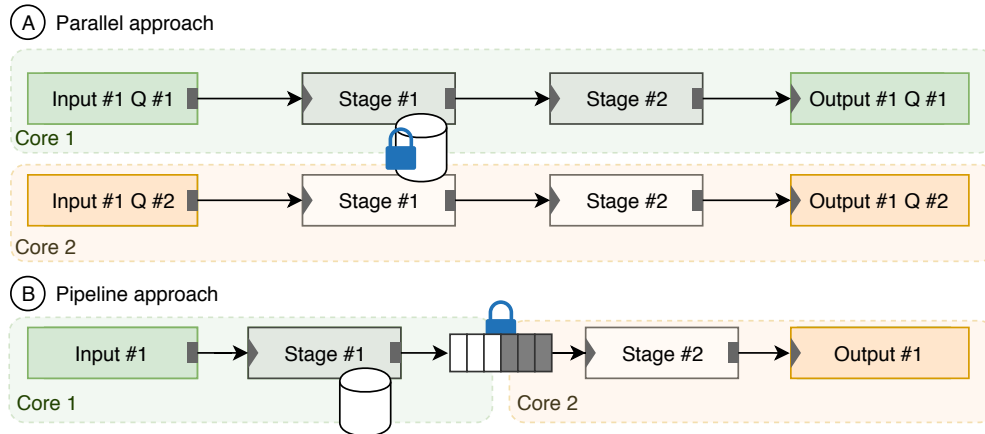 A Parallel approach
Input #1 Q #1 Stage #1 Stage #2 Output #1 Q #1
Core 1
Input #1 Q #2 Stage #1 Stage #2 Output #1 Q #2
Core 2
B Pipeline approach
Input #1 Stage #1 Stage #2 Output #1
Core 1 Core 2